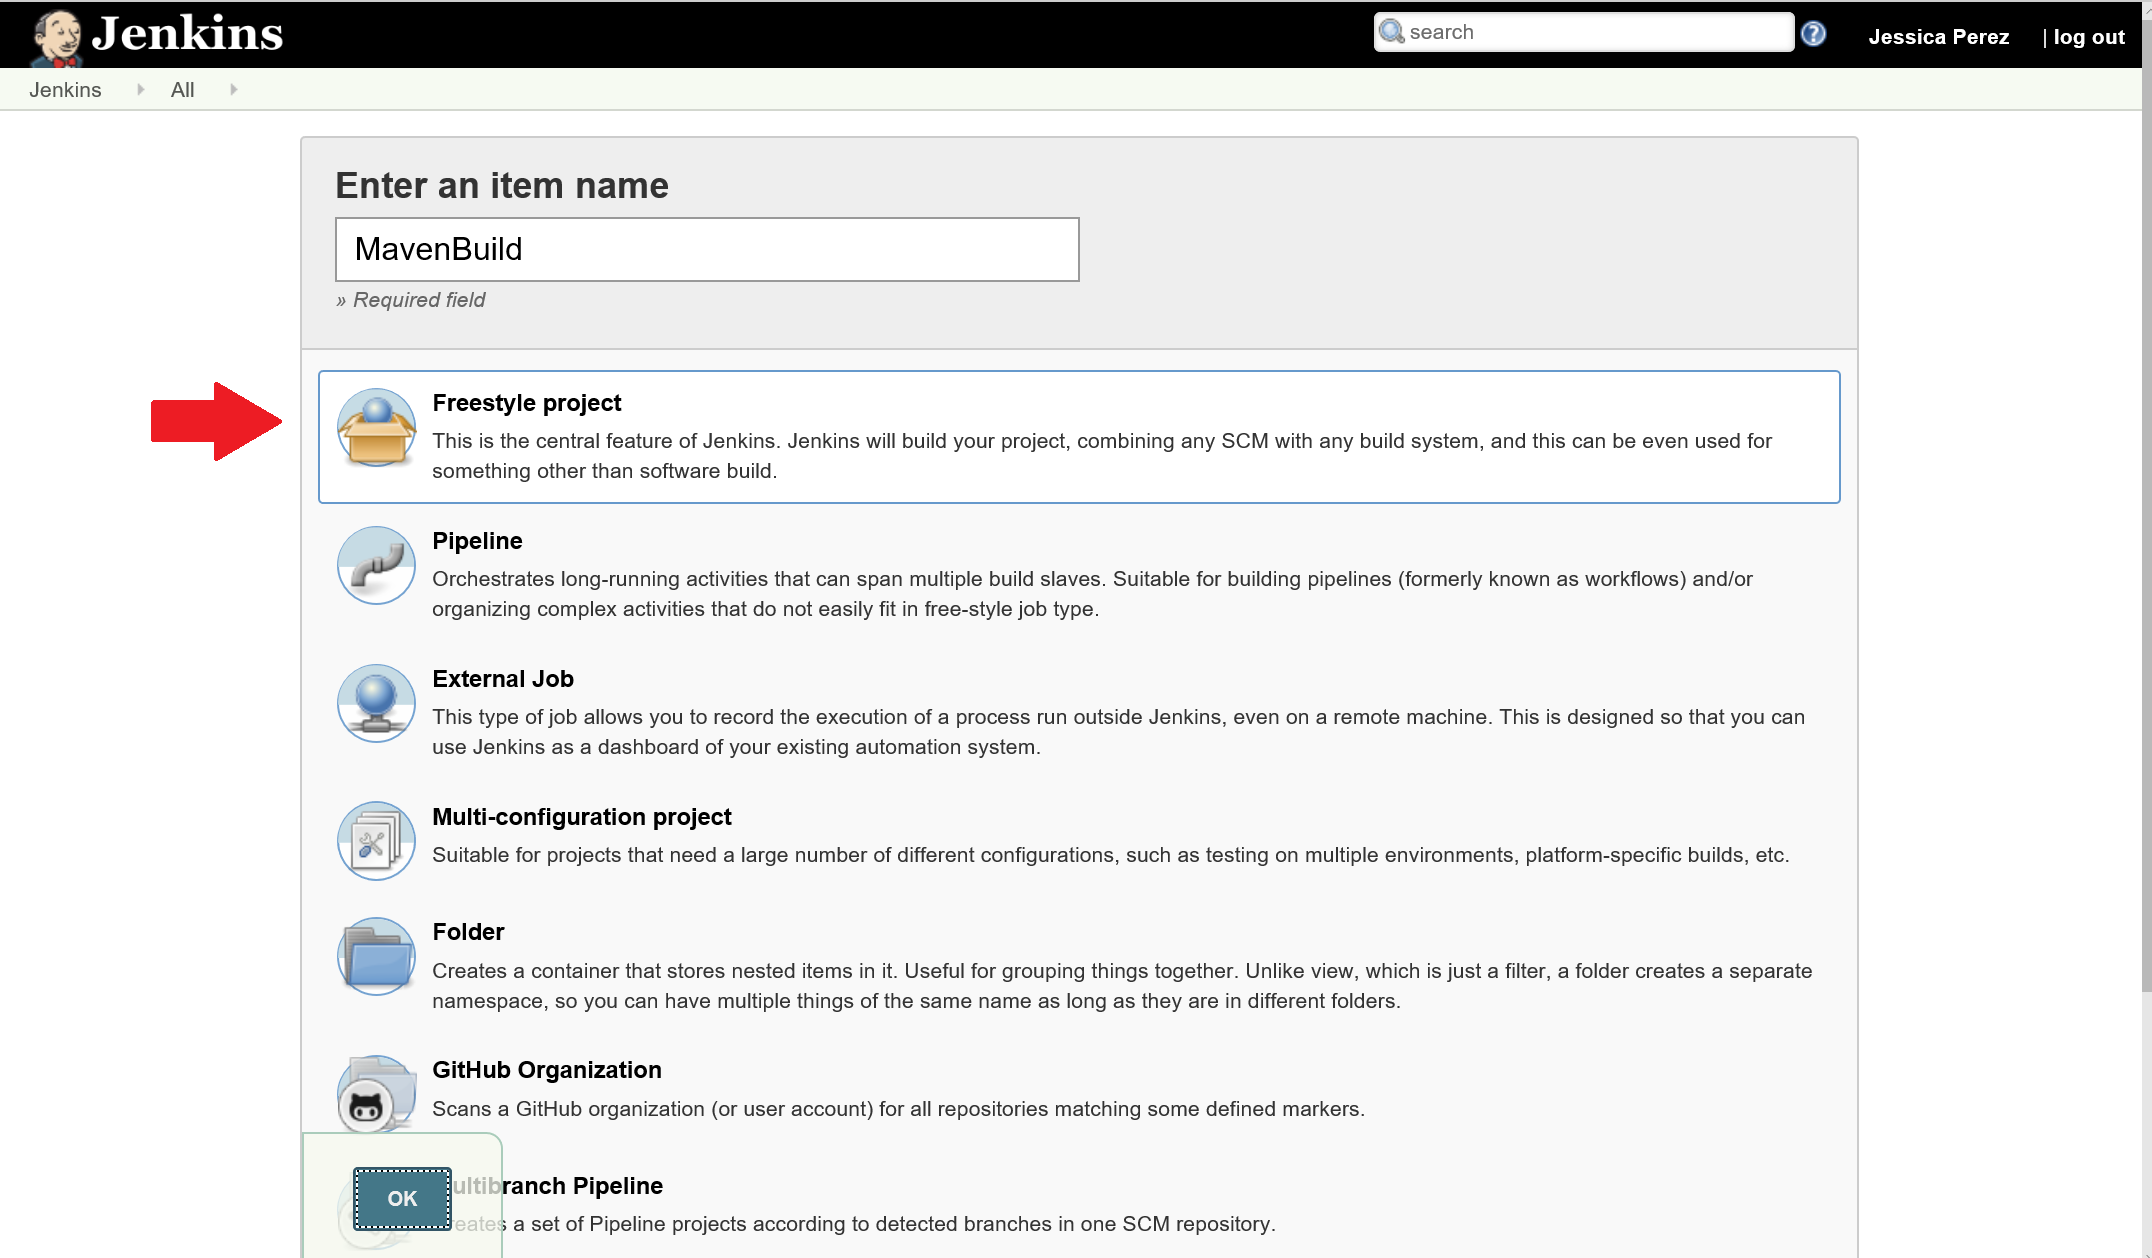 Jenkins
search
?
Jessica Perez
| log out
Jenkins
All
Enter an item name
MavenBuild
» Required field
Freestyle project
This is the central feature of Jenkins. Jenkins will build your project, combining any SCM with any build system, and this can be even used for
something other than software build.
Pipeline
Orchestrates long-running activities that can span multiple build slaves. Suitable for building pipelines (formerly known as workflows) and/or
organizing complex activities that do not easily fit in free-style job type.
External Job
This type of job allows you to record the execution of a process run outside Jenkins, even on a remote machine. This is designed so that you can
use Jenkins as a dashboard of your existing automation system.
Multi-configuration project
Suitable for projects that need a large number of different configurations, such as testing on multiple environments, platform-specific builds, etc.
Folder
Creates a container that stores nested items in it. Useful for grouping things together. Unlike view, which is just a filter, a folder creates a separate
namespace, so you can have multiple things of the same name as long as they are in different folders.
GitHub Organization
Scans a GitHub organization (or user account) for all repositories matching some defined markers.
ultibranch Pipeline
OK
eates a set of Pipeline projects according to detected branches in one SCM repository.